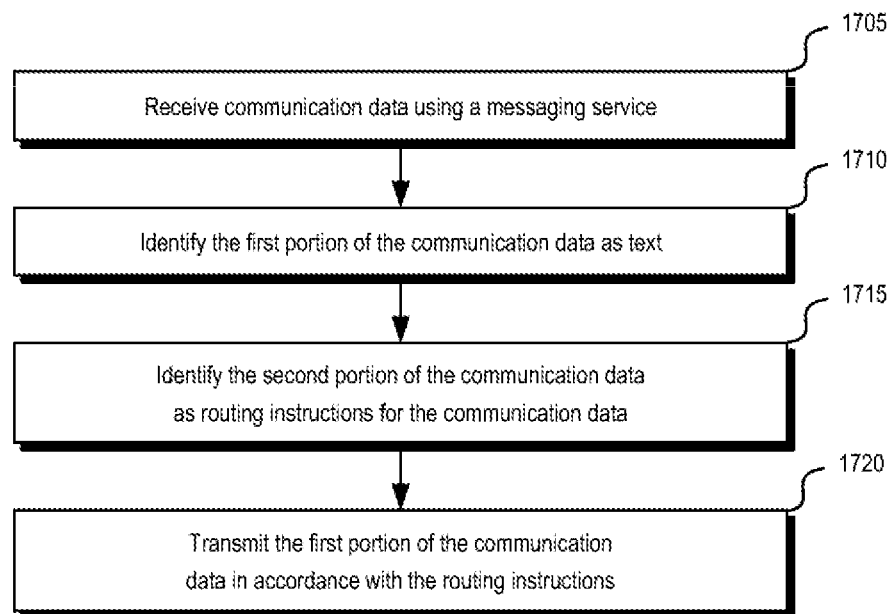 1705
Receive communication data using a messaging service
1710
Identify the first portion of the communication data as text
1715
Identify the second portion of the communication data
as routing instructions for the communication data
1720
Transmit the first portion of the communication
data in accordance with the routing instructions